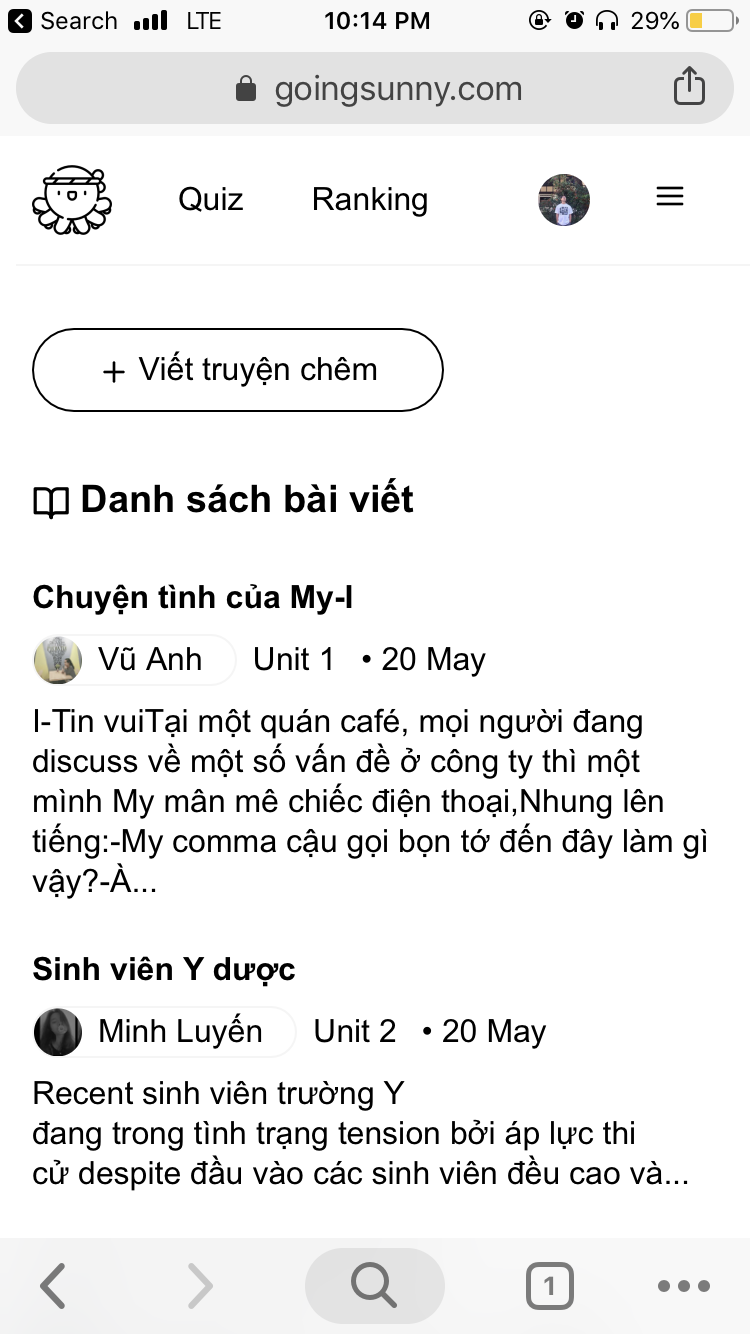 Search LTE 10:14 PM 29%
goingsunny.com
Quiz Ranking
+ Viết truyện chêm
Danh sách bài viết
Chuyện tình của My-I
Vũ Anh Unit 1 • 20 May
I-Tin vuiTại một quán café, mọi người đang
discuss về một số vấn đề ở công ty thì một
mình My mân mê chiếc điện thoại,Nhung lên
tiếng:-My comma cậu gọi bọn tớ đến đây làm gì
vậy?-À...
Sinh viên Y dược
Minh Luyến Unit 2 • 20 May
Recent sinh viên trường Y
đang trong tình trạng tension bởi áp lực thi
cử despite đầu vào các sinh viên đều cao và...
1